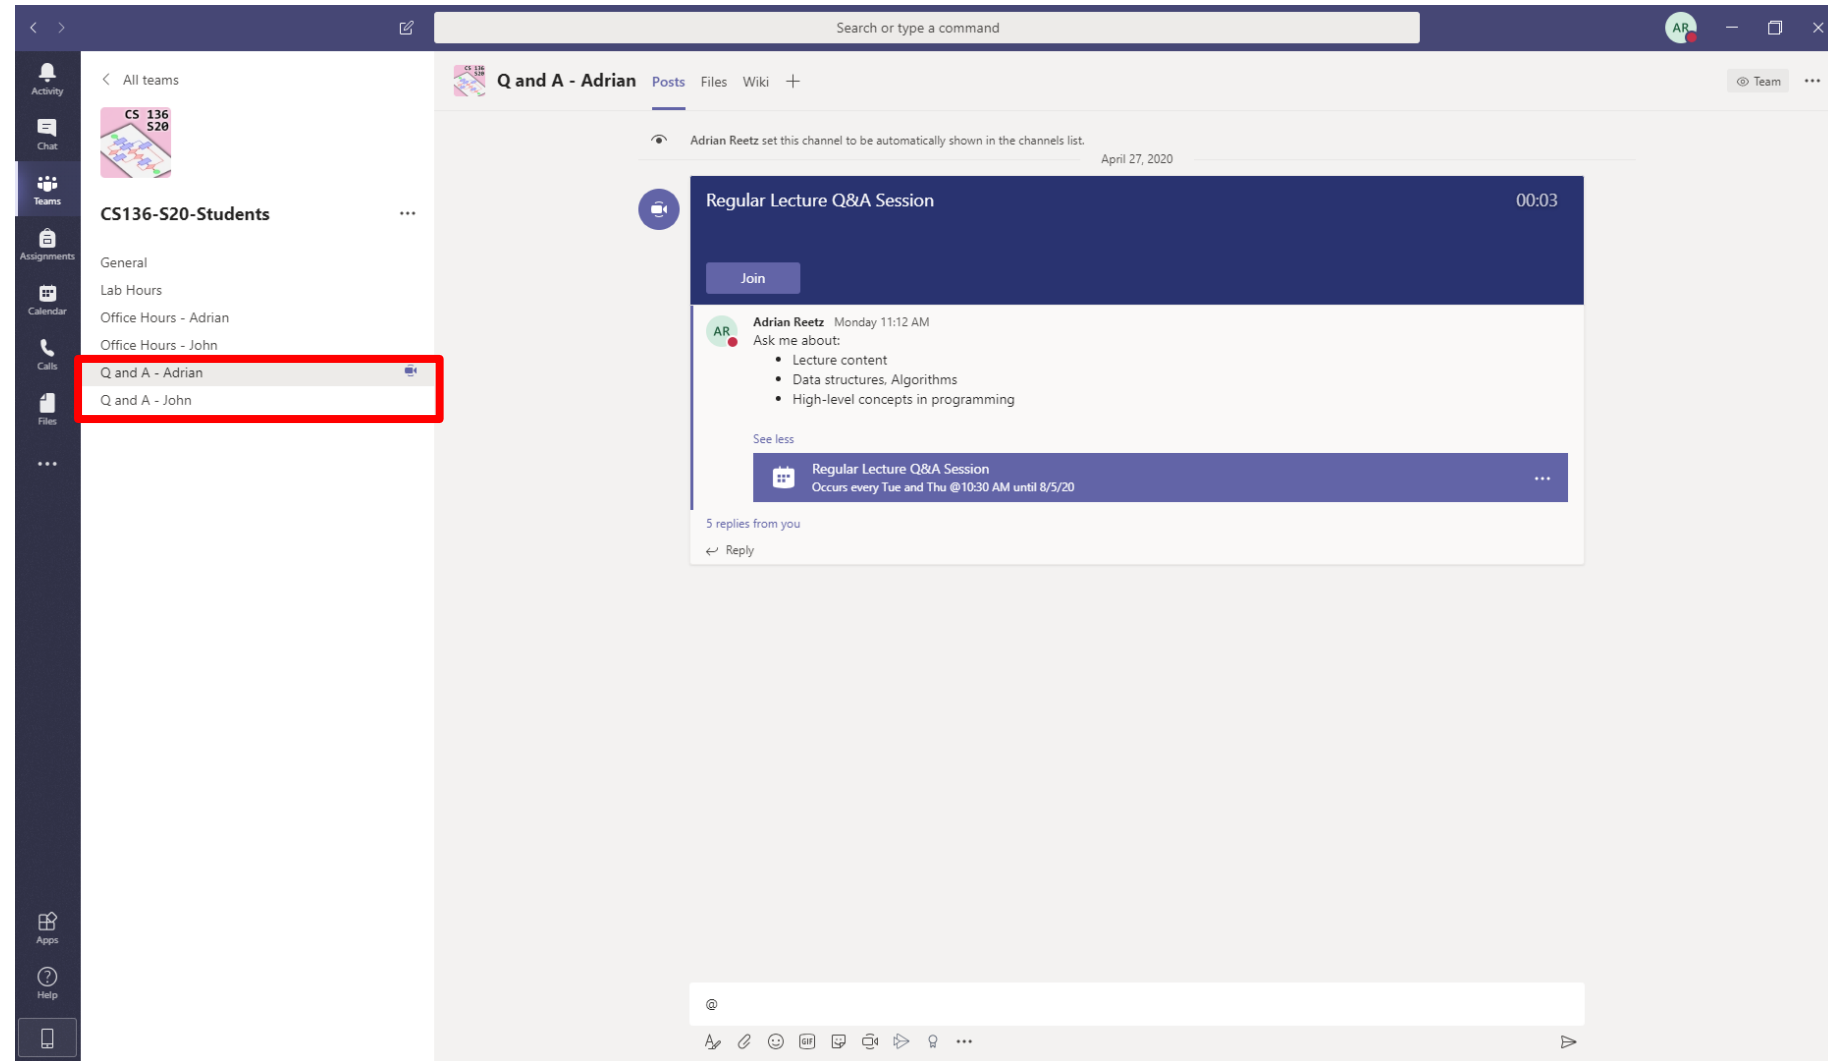 Search or type a command
AR
Activity
Chat
Teams
Assignments
Calendar
Calls
Files
Apps
Help
All teams
CS 136
S20
CS136-S20-Students
General
Lab Hours
Office Hours - Adrian
Office Hours - John
Q and A - Adrian
Q and A - John
CS 136
S20
Q and A - Adrian Posts Files Wiki
Team
Adrian Reetz set this channel to be automatically shown in the channels list.
April 27, 2020
Regular Lecture Q&A Session 00:03
Join
AR
Adrian Reetz Monday 11:12 AM
Ask me about:
• Lecture content
• Data structures, Algorithms
• High-level concepts in programming
See less
Regular Lecture Q&A Session
Occurs every Tue and Thu @10:30 AM until 8/5/20
5 replies from you
Reply
@
GIF